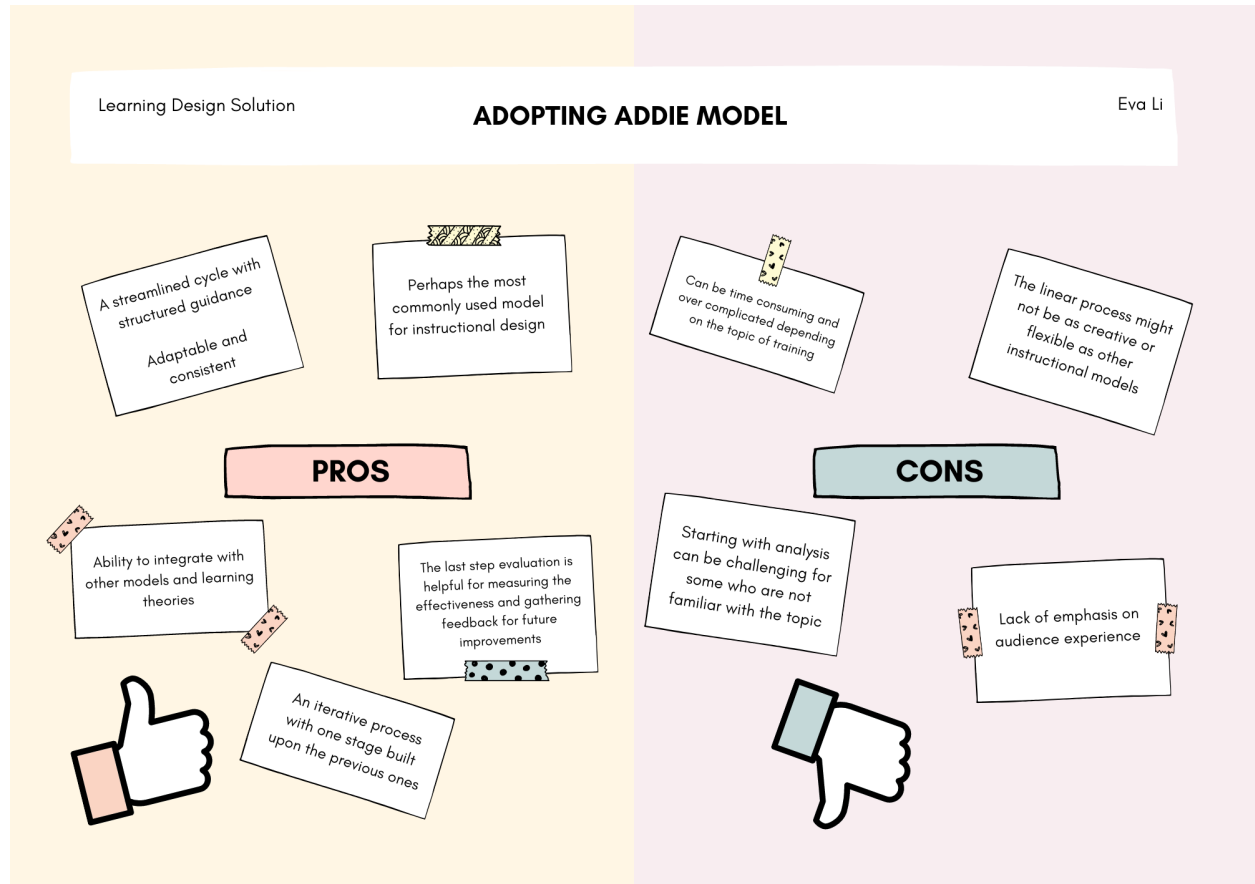 Learning Design Solution
ADOPTING ADDIE MODEL
Eva Li
A streamlined cycle with
structured guidance
Adaptable and
consistent
Perhaps the most
commonly used model
for instructional design
PROS
Ability to integrate with
other models and learning
theories
The last step evaluation is
helpful for measuring the
effectiveness and gathering
feedback for future
improvements
An iterative process
with one stage built
upon the previous ones
Can be time consuming and
over complicated depending
on the topic of training
The linear process might
not be as creative or
flexible as other
instructional models
CONS
Starting with analysis
can be challenging for
some who are not
familiar with the topic
Lack of emphasis on
audience experience